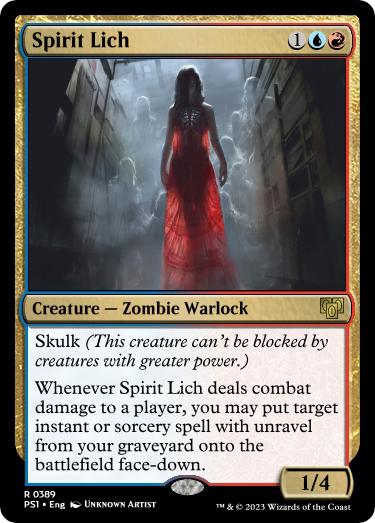 Spirit Lich 1
Creature — Zombie Warlock
Skulk (This creature can't be blocked by
creatures with greater power.)
Whenever Spirit Lich deals combat
damage to a player, you may put target
instant or sorcery spell with unravel
from your graveyard onto the
battlefield face-down.
1/4
R 0389
PS1 • Eng Unknown Artist
™ & © 2023 Wizards of the Coast